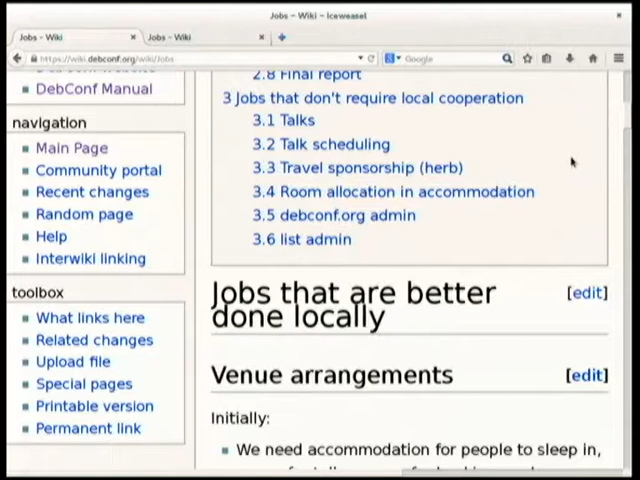 Jobs – Wiki – Iceweasel
Jobs – Wiki
Jobs – Wiki
https://wiki.debconf.org/wiki/Jobs
Google
DebConf Manual
navigation
Main Page
Community portal
Recent changes
Random page
Help
Interwiki linking
toolbox
What links here
Related changes
Upload file
Special pages
Printable version
Permanent link
2.8 Final report
3 Jobs that don't require local cooperation
3.1 Talks
3.2 Talk scheduling
3.3 Travel sponsorship (herb)
3.4 Room allocation in accommodation
3.5 debconf.org admin
3.6 list admin
Jobs that are better
done locally
[edit]
Venue arrangements
[edit]
Initially:
We need accommodation for people to sleep in,